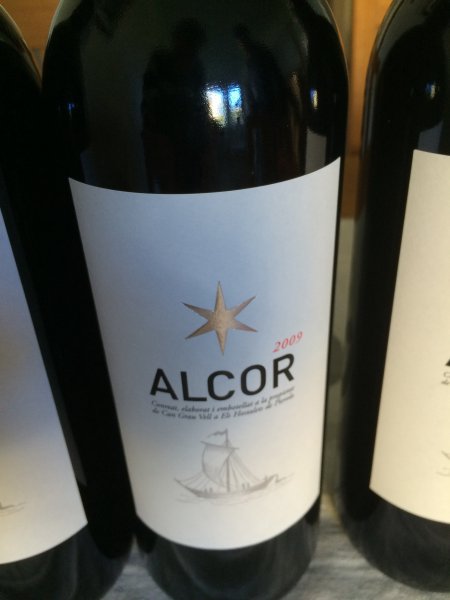 2009
ALCOR
Conreat, elaborat i embotellat a la propietat
de Can Grau Vell a Els Hostalets de Pierola